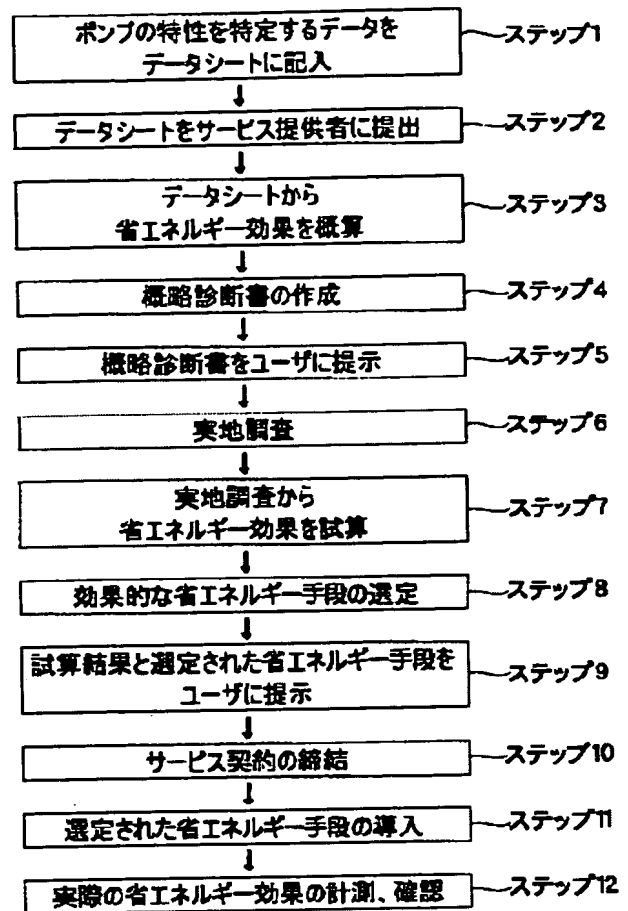 ポンプの特性を特定するデータを
データシートに記入
ステップ1
データシートをサービス提供者に提出
ステップ2
データシートから
省エネルギー効果を概算
ステップ3
概略診断書の作成
ステップ4
概略診断書をユーザに提示
ステップ5
実地調査
ステップ6
実地調査から
省エネルギー効果を試算
ステップ7
効果的な省エネルギー手段の選定
ステップ8
試算結果と選定された省エネルギー手段を
ユーザに提示
ステップ9
サービス契約の締結
ステップ10
選定された省エネルギー手段の導入
ステップ11
実際の省エネルギー効果の計測、確認
ステップ12